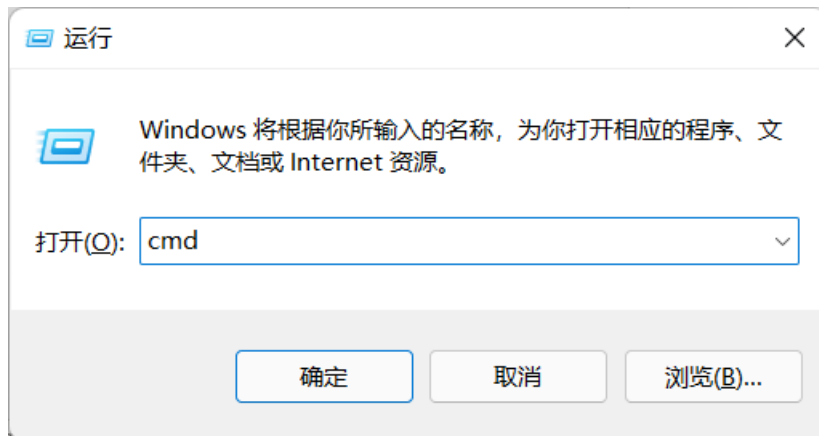 运行
Windows 将根据你所输入的名称，为你打开相应的程序、文
件夹、文档或 Internet 资源。
打开(O): cmd
确定 取消 浏览(B)...